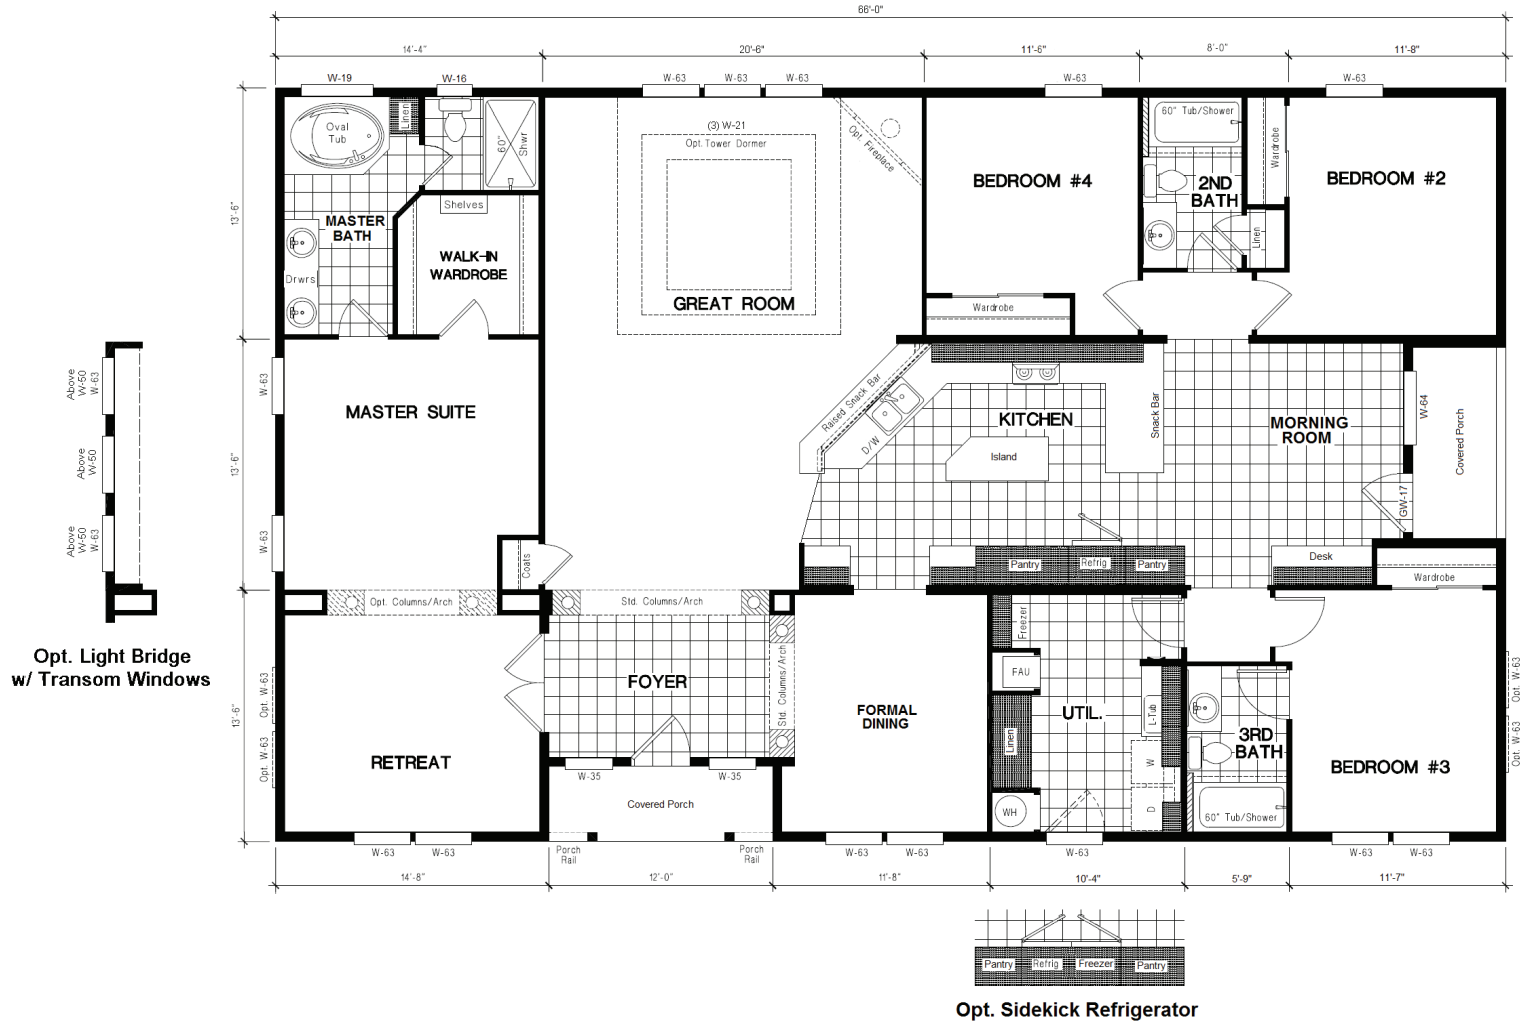 66'-0"
14'-4"
20'-6"
11'-6"
8'-0"
11'-8"
W-19
W-16
W-63
W-63
W-63
W-63
W-63
13'-6"
13'-6"
13'-6"
Oval
Tub
Linen
60"
Shwr
(3) W-21
Opt. Tower Dormer
Opt. Fireplace
BEDROOM #4
60" Tub/Shower
2ND
BATH
Wardrobe
Linen
BEDROOM #2
MASTER
BATH
Shelves
WALK-IN
WARDROBE
Drwrs
GREAT ROOM
Wardrobe
Above
W-50
W-63
Above
W-50
Above
W-50
W-63
Opt. Light Bridge
w/ Transom Windows
W-63
W-63
MASTER SUITE
Coats
Raised Snack Bar
D/W
KITCHEN
Island
Snack Bar
MORNING
ROOM
W-64
Covered Porch
GW-17
Pantry
Refrig
Pantry
Desk
Wardrobe
Opt. Columns/Arch
Std. Columns/Arch
Std. Columns/Arch
Opt. W-63
Opt. W-63
RETREAT
FOYER
FORMAL
DINING
Freezer
FAU
Linen
UTIL.
L-Tub
W
D
WH
3RD
BATH
60" Tub/Shower
BEDROOM #3
Opt. W-63
Opt. W-63
W-35
W-35
Covered Porch
Porch
Rail
Porch
Rail
W-63
W-63
W-63
W-63
W-63
W-63
W-63
14'-8"
12'-0"
11'-8"
10'-4"
5'-9"
11'-7"
Pantry
Refrig
Freezer
Pantry
Opt. Sidekick Refrigerator